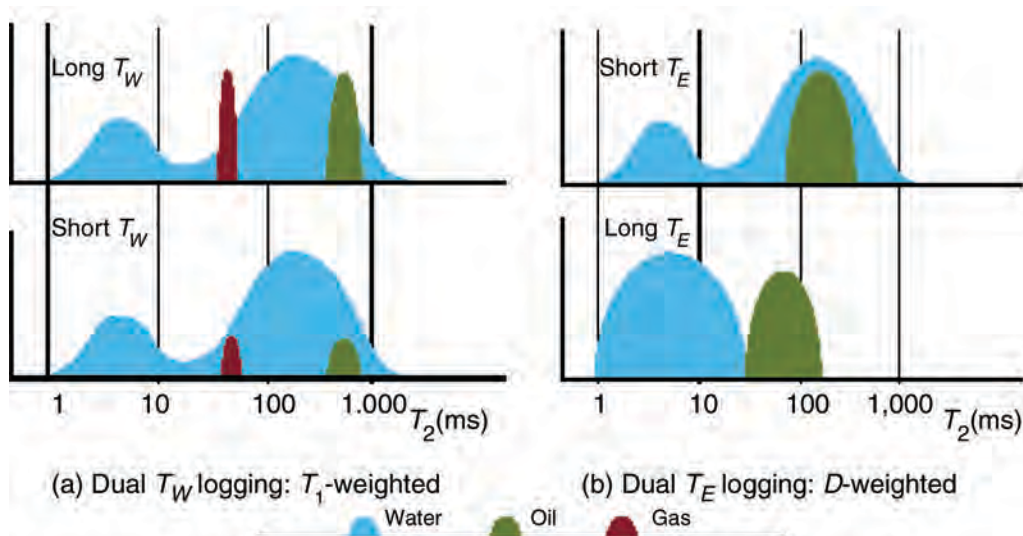 Long T_W
Short T_W
1 10 100 1.000 T_2(ms)
Short T_E
Long T_E
1 10 100 1,000 T_2(ms)
(a) Dual T_W logging: T_1-weighted
(b) Dual T_E logging: D-weighted
Water Oil Gas